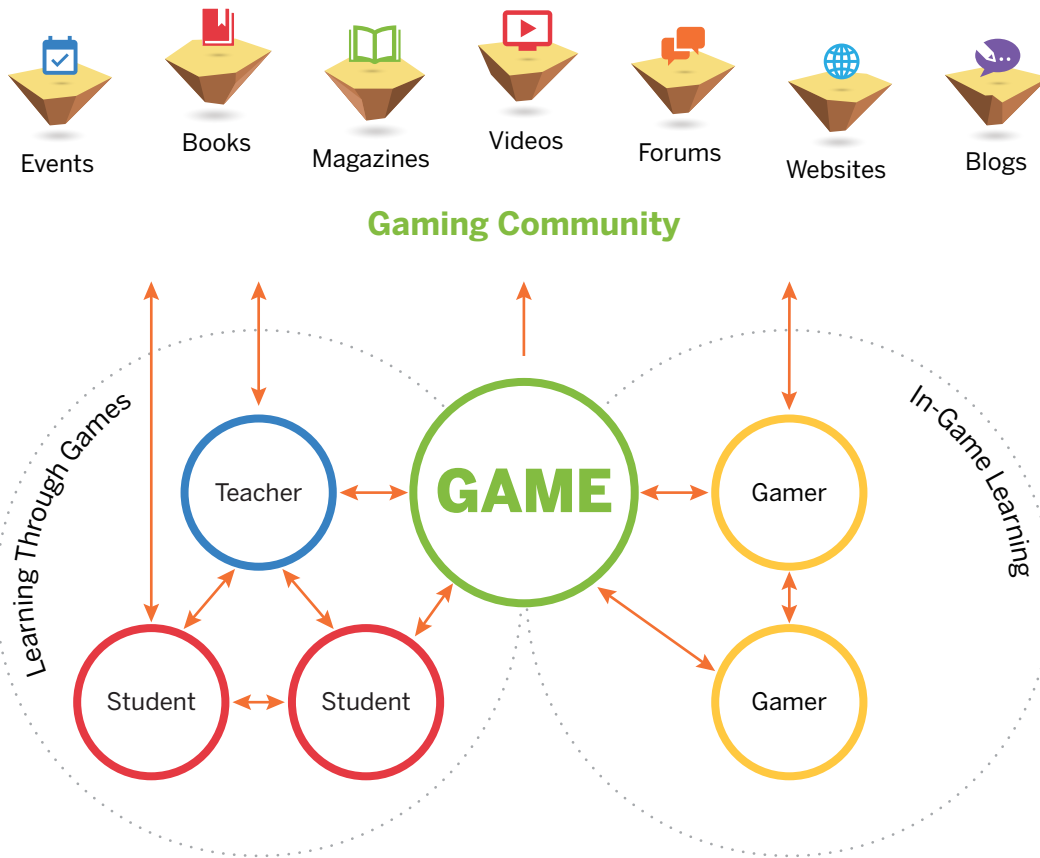 Events
Books
Magazines
Videos
Forums
Websites
Blogs
Gaming Community
Learning Through Games
In-Game Learning
Teacher
GAME
Gamer
Student
Student
Gamer